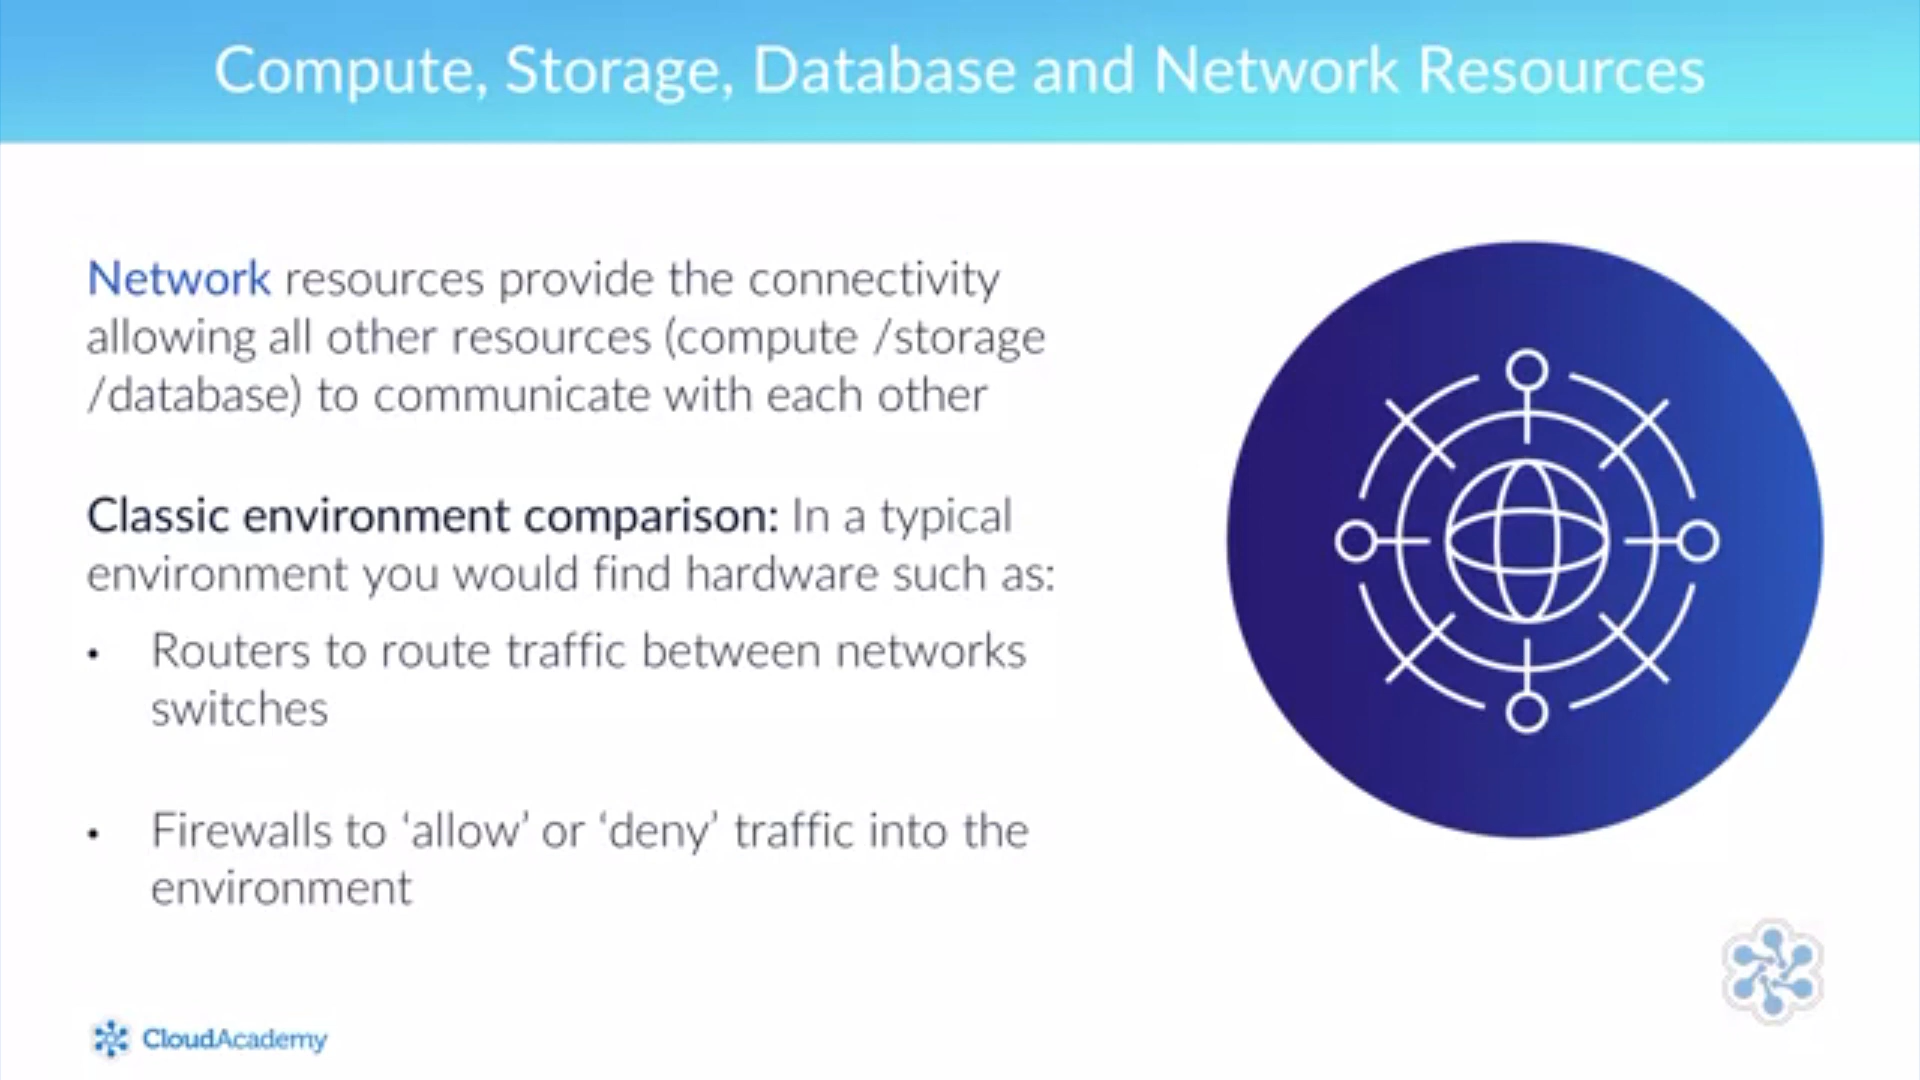 Compute, Storage, Database and Network Resources
Network resources provide the connectivity
allowing all other resources (compute /storage
/database) to communicate with each other
Classic environment comparison: In a typical
environment you would find hardware such as:
• Routers to route traffic between networks
switches
• Firewalls to ‘allow’ or ‘deny’ traffic into the
environment
CloudAcademy